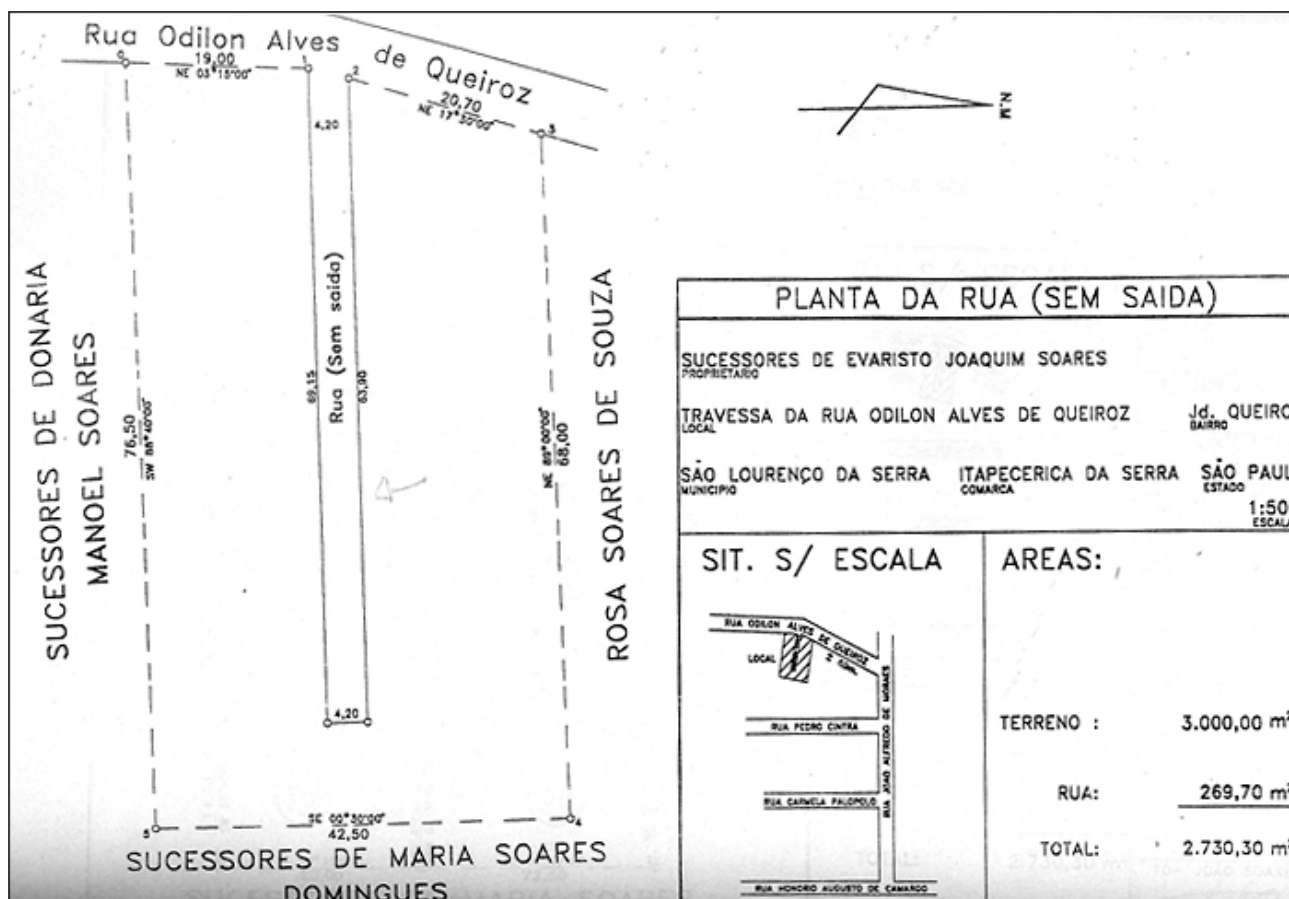 Rua Odilon Alves de Queiroz
19,00
NE 03°15'00"
2
20,70
NE 17°30'00"
3
4,20
N.M
Rua (Sem saida)
69,15
63,90
76,50
SW 88°40'00"
NE 89°00'00"
68,00
SUCESSORES DE DONARIA
MANOEL SOARES
ROSA SOARES DE SOUZA
4,20
5
SE 00°30'00"
42,50
4
SUCESSORES DE MARIA SOARES
DOMINGUES
PLANTA DA RUA (SEM SAIDA)
SUCESSORES DE EVARISTO JOAQUIM SOARES
PROPRIETARIO
TRAVESSA DA RUA ODILON ALVES DE QUEIROZ Jd. QUEIRO
LOCAL BAIRRO
SÃO LOURENÇO DA SERRA ITAPECERICA DA SERRA SÃO PAUL
MUNICIPIO COMARCA ESTADO
1:50
ESCALA
SIT. S/ ESCALA
RUA ODILON ALVES DE QUEIROZ
LOCAL
RUA PEDRO CINTRA
RUA JOAO ALFREDO DE MORAES
RUA CARMELA PALOPOLO
RUA HONORIO AUGUSTO DE CAMARGO
AREAS:
TERRENO : 3.000,00 m²
RUA: 269,70 m²
TOTAL: 2.730,30 m²